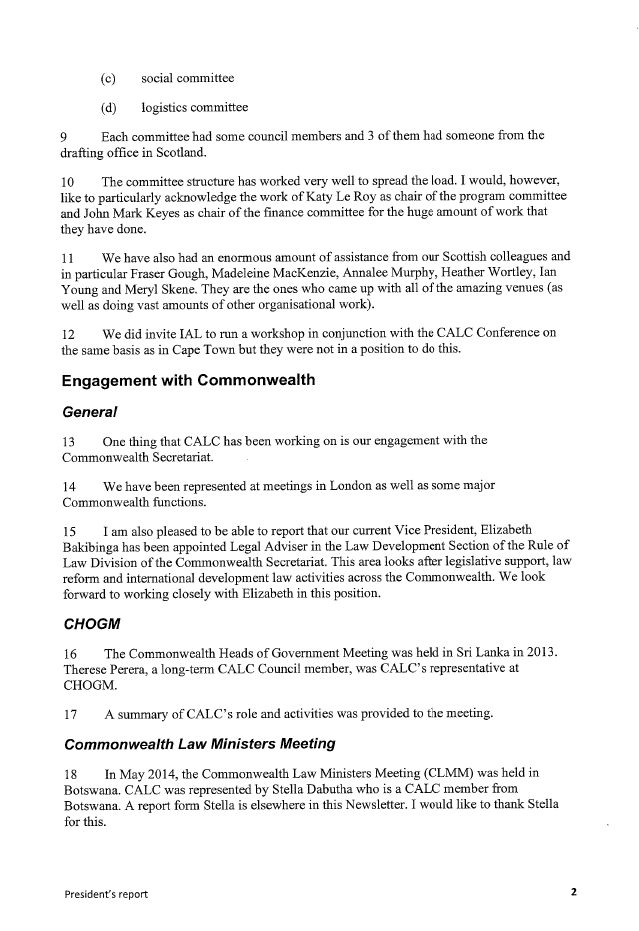 (c) social committee
(d) logistics committee
9 Each committee had some council members and 3 of them had someone from the
drafting office in Scotland.
10 The committee structure has worked very well to spread the load. I would, however,
like to particularly acknowledge the work of Katy Le Roy as chair of the program committee
and John Mark Keyes as chair of the finance committee for the huge amount of work that
they have done.
11 We have also had an enormous amount of assistance from our Scottish colleagues and
in particular Fraser Gough, Madeleine MacKenzie, Annalee Murphy, Heather Wortley, Ian
Young and Meryl Skene. They are the ones who came up with all of the amazing venues (as
well as doing vast amounts of other organisational work).
12 We did invite IAL to run a workshop in conjunction with the CALC Conference on
the same basis as in Cape Town but they were not in a position to do this.
Engagement with Commonwealth
General
13 One thing that CALC has been working on is our engagement with the
Commonwealth Secretariat.
14 We have been represented at meetings in London as well as some major
Commonwealth functions.
15 I am also pleased to be able to report that our current Vice President, Elizabeth
Bakibinga has been appointed Legal Adviser in the Law Development Section of the Rule of
Law Division of the Commonwealth Secretariat. This area looks after legislative support, law
reform and international development law activities across the Commonwealth. We look
forward to working closely with Elizabeth in this position.
CHOGM
16 The Commonwealth Heads of Government Meeting was held in Sri Lanka in 2013.
Therese Perera, a long-term CALC Council member, was CALC's representative at
CHOGM.
17 A summary of CALC's role and activities was provided to the meeting.
Commonwealth Law Ministers Meeting
18 In May 2014, the Commonwealth Law Ministers Meeting (CLMM) was held in
Botswana. CALC was represented by Stella Dabutha who is a CALC member from
Botswana. A report form Stella is elsewhere in this Newsletter. I would like to thank Stella
for this.
President's report 2